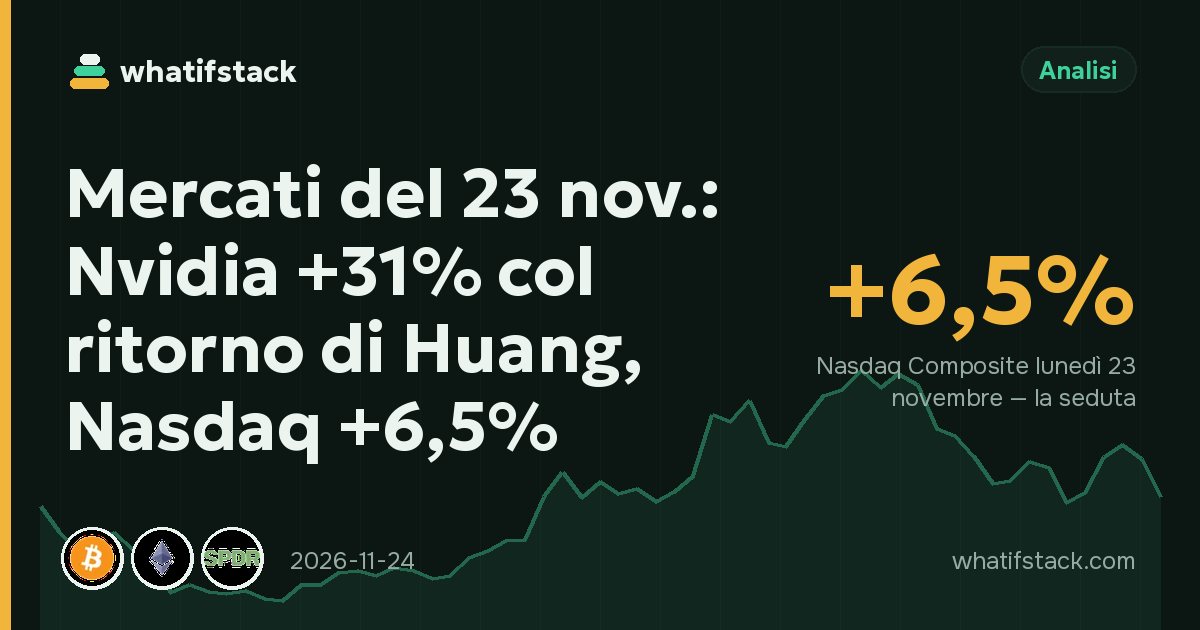 whatifstack
Analisi
Mercati del 23 nov.:
Nvidia +31% col
ritorno di Huang,
Nasdaq +6,5%
+6,5%
Nasdaq Composite lunedì 23
novembre — la seduta
SPDR
2026-11-24
whatifstack.com